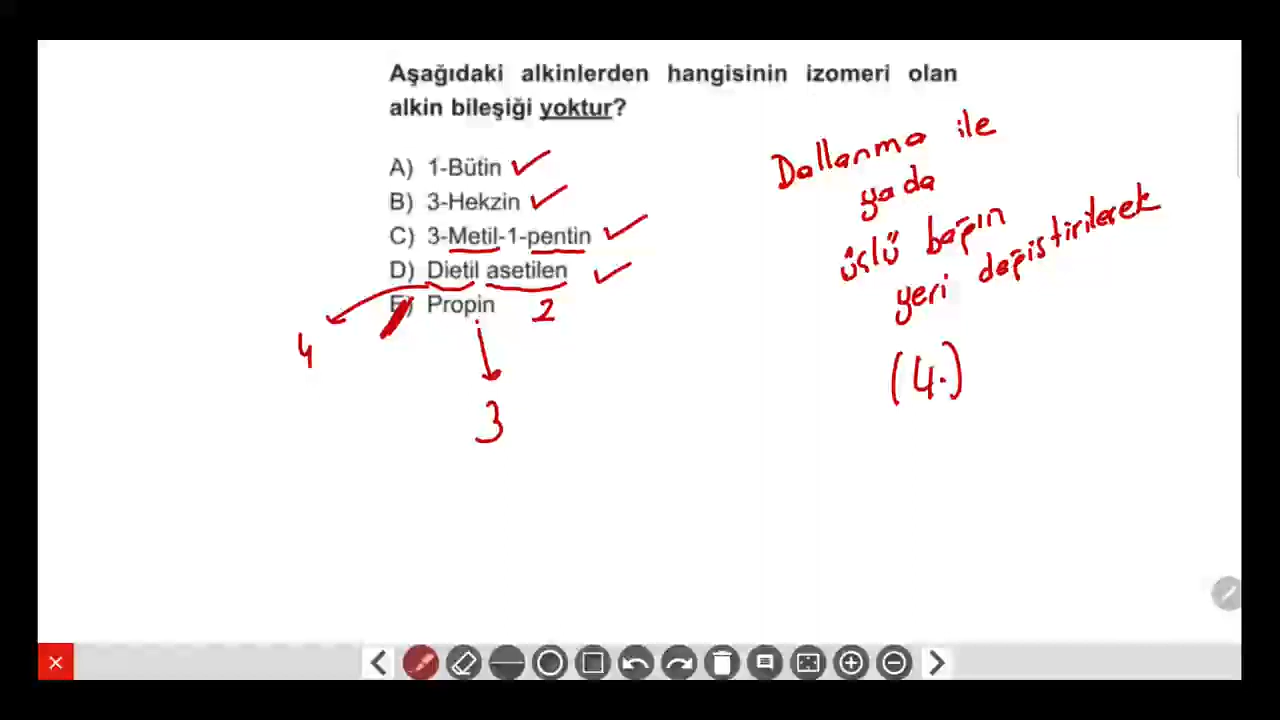 Aşağıdaki alkinlerden hangisinin izomeri olan
alkin bileşiği yoktur?
A) 1-Bütin
B) 3-Hekzin
C) 3-Metil-1-pentin
D) Dietil asetilen
E) Propin
2
4
3
Dallanma ile
ya da
üslü bağın
yeri değiştirilerek
(4.)